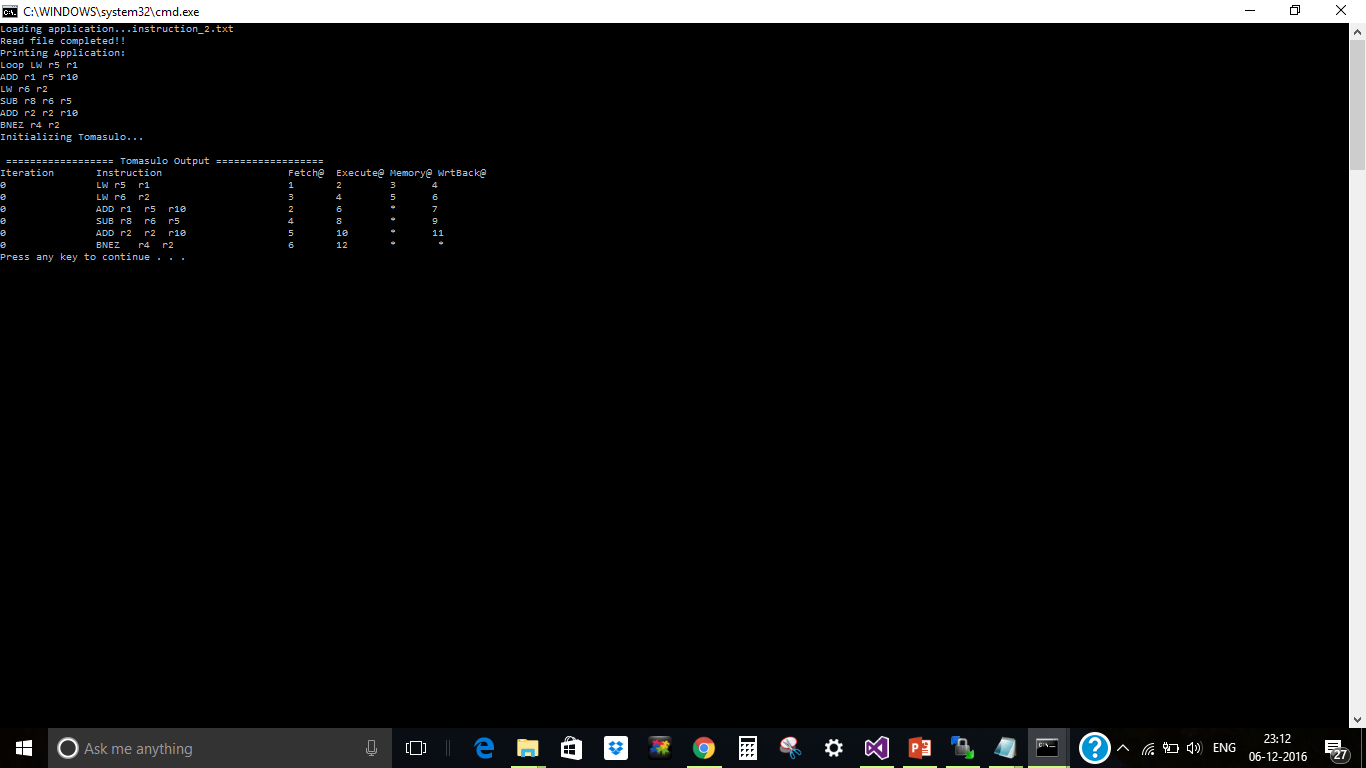 C:\WINDOWS\system32\cmd.exe
Loading application...instruction_2.txt
Read file completed!!
Printing Application:
Loop LW r5 r1
ADD r1 r5 r10
LW r6 r2
SUB r8 r6 r5
ADD r2 r2 r10
BNEZ r4 r2
Initializing Tomasulo...
================== Tomasulo Output ==================
Iteration Instruction Fetch@ Execute@ Memory@ WrtBack@
0 LW r5 r1 1 2 3 4
0 LW r6 r2 3 4 5 6
0 ADD r1 r5 r10 2 6 * 7
0 SUB r8 r6 r5 4 8 * 9
0 ADD r2 r2 r10 5 10 * 11
0 BNEZ r4 r2 6 12 * *
Press any key to continue . . .
Ask me anything
ENG
23:12
06-12-2016
27